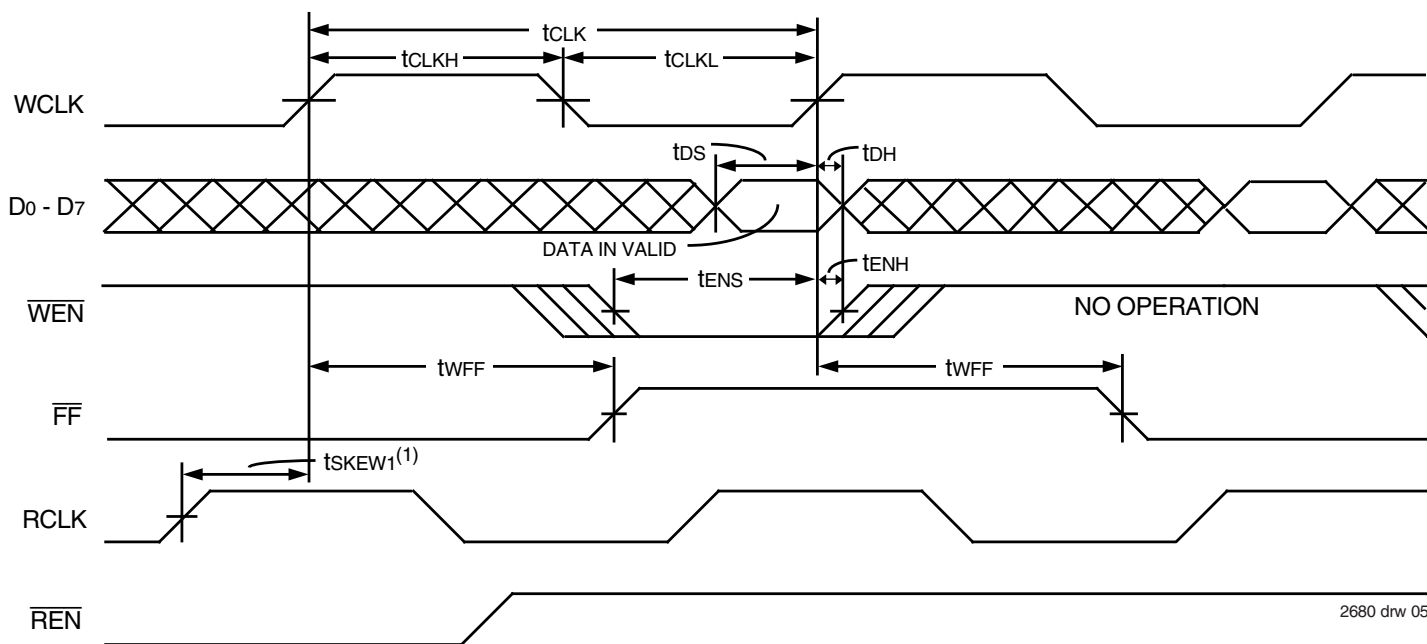 tCLK
tCLKH
tCLKL
WCLK
tDS
tDH
D0 - D7
DATA IN VALID
tENS
tENH
WEN
NO OPERATION
tWFF
tWFF
FF
tSKEW1(1)
RCLK
REN
2680 drw 05